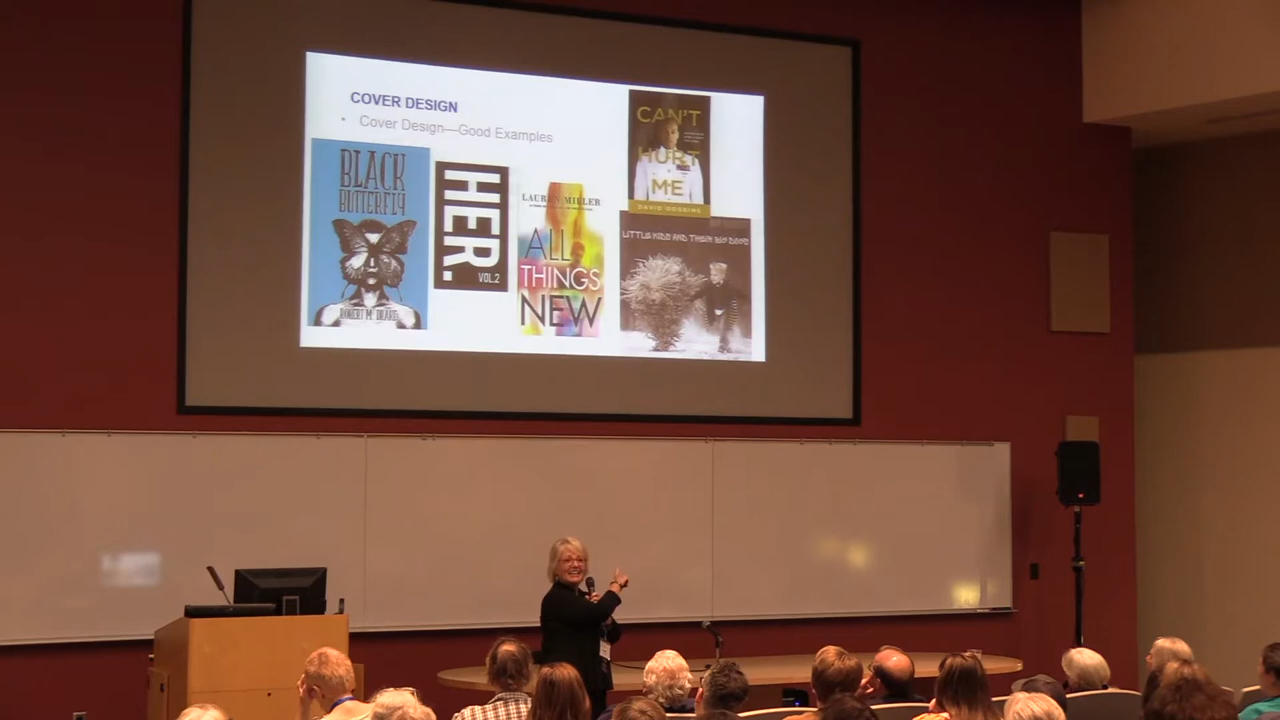 COVER DESIGN
• Cover Design—Good Examples
BLACK
BUTTERFLY
ROBERT M. DRAKE
HER.
VOL.2
LAUREN MILLER
ALL
THINGS
NEW
CAN'T
HURT
ME
DAVID GOGGINS
LITTLE KIDS AND THEIR BIG DOGS